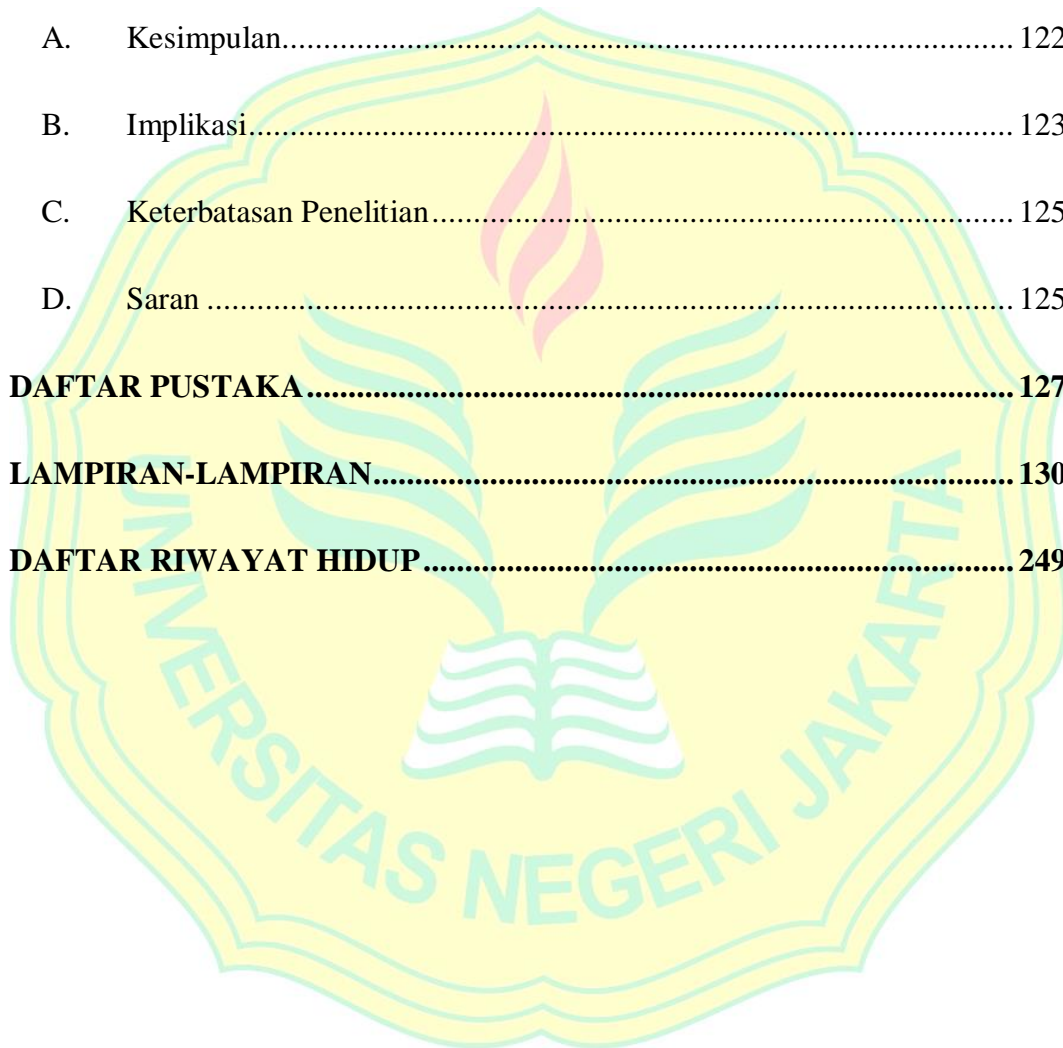 A. Kesimpulan........................................................................................ 122
B. Implikasi............................................................................................ 123
C. Keterbatasan Penelitian...................................................................... 125
D. Saran ................................................................................................. 125
DAFTAR PUSTAKA..................................................................................... 127
LAMPIRAN-LAMPIRAN............................................................................. 130
DAFTAR RIWAYAT HIDUP....................................................................... 249
UNIVERSITAS NEGERI JAKARTA